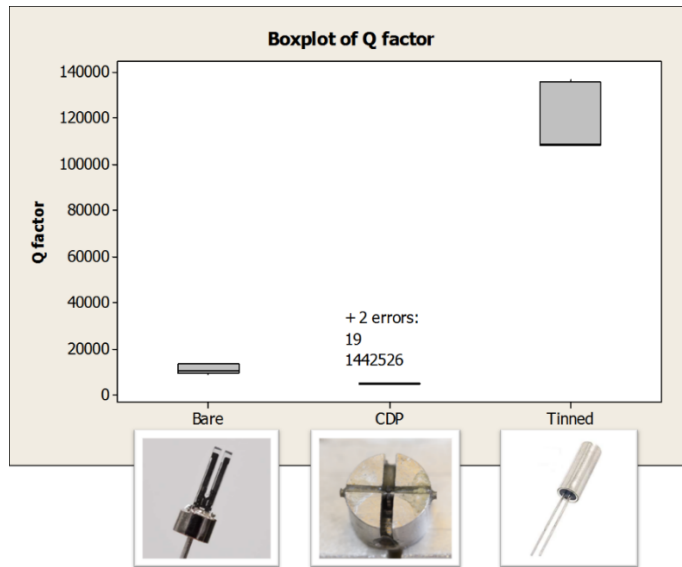 Boxplot of Q factor
140000
120000
100000
80000
60000
40000
20000
0
Q factor
+ 2 errors:
19
1442526
Bare
CDP
Tinned